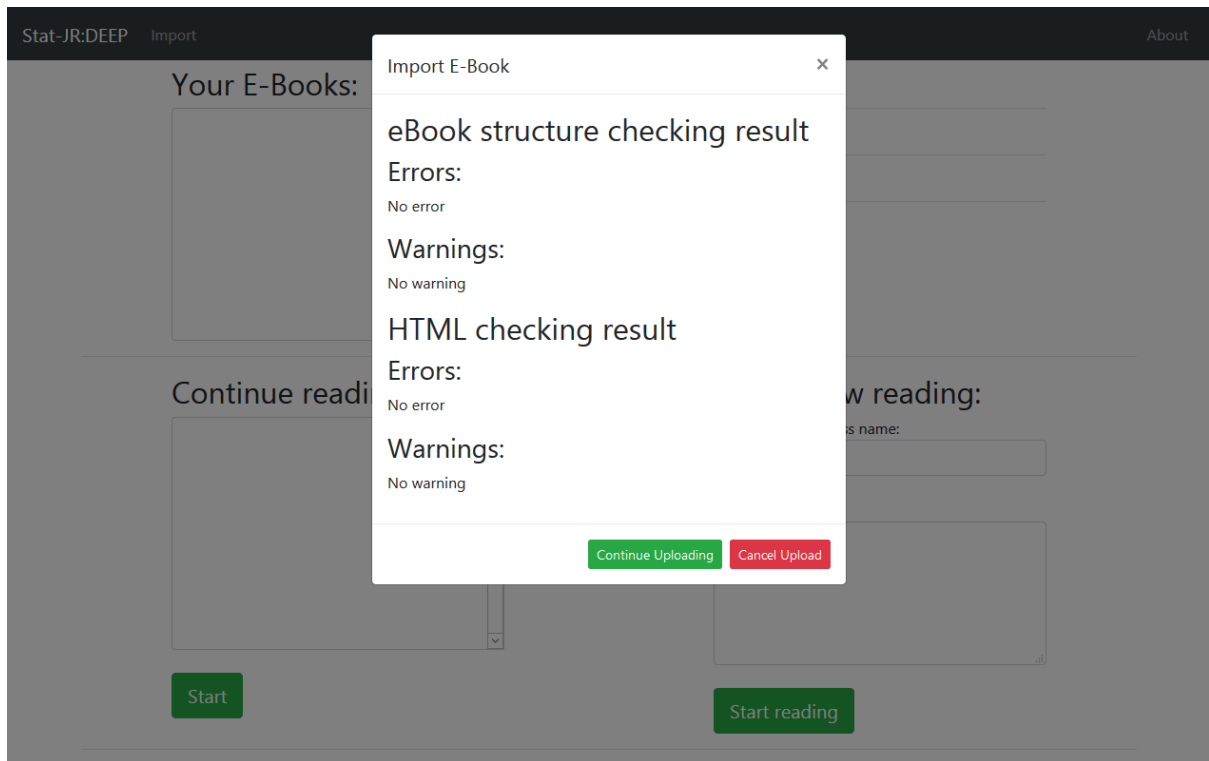 Stat-JR:DEEP Import About
Import E-Book ×
Your E-Books:
eBook structure checking result
Errors:
No error
Warnings:
No warning
HTML checking result
Errors:
No error
Warnings:
No warning
Continue Uploading Cancel Upload
Continue readi
w reading:
s name:
Start
Start reading